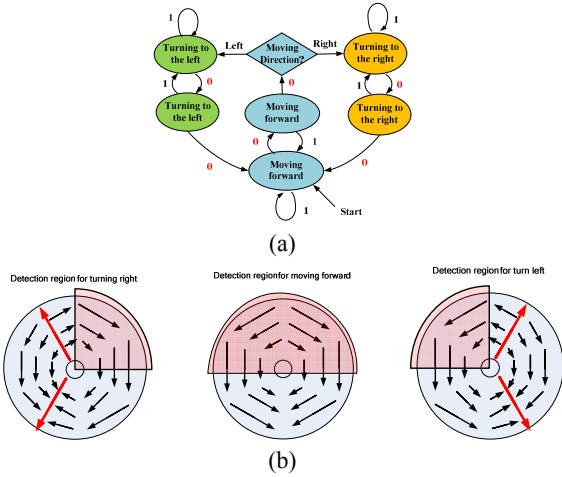 1
1
Turning to
the left
Left
Moving
Direction?
Right
Turning to
the right
1
0
0
1
0
Turning to
the left
Moving
forward
Turning to
the right
0
0
1
0
Moving
forward
1
Start
(a)
Detection region for turning right
Detection regionfor moving forward
Detection region for turn left
(b)